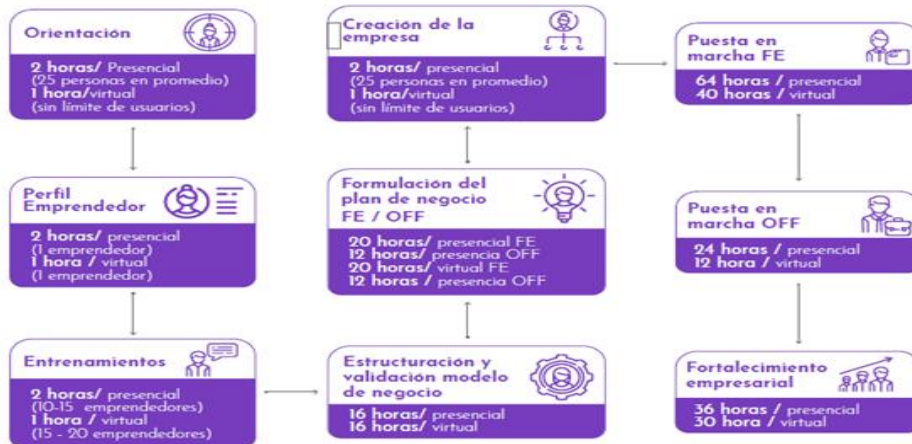 Orientación
2 horas/ Presencial
(25 personas en promedio)
1 hora/virtual
(sin límite de usuarios)
Perfil
Emprendedor
2 horas/ presencial
(1 emprendedor)
1 hora / virtual
(1 emprendedor)
Entrenamientos
2 horas/ presencial
(10-15 emprendedores)
1 hora / virtual
(15 - 20 emprendedores)
Estructuración y
validación modelo
de negocio
16 horas/ presencial
16 horas/ virtual
Formulación del
plan de negocio
FE / OFF
20 horas/ presencial FE
12 horas/ presencia OFF
20 horas/ virtual FE
12 horas / presencia OFF
Creación de la
empresa
2 horas/ presencial
(25 personas en promedio)
1 hora/virtual
(sin límite de usuarios)
Puesta en
marcha FE
64 horas / presencial
40 horas / virtual
Puesta en
marcha OFF
24 horas / presencial
12 hora / virtual
Fortalecimiento
empresarial
36 horas / presencial
30 hora / virtual